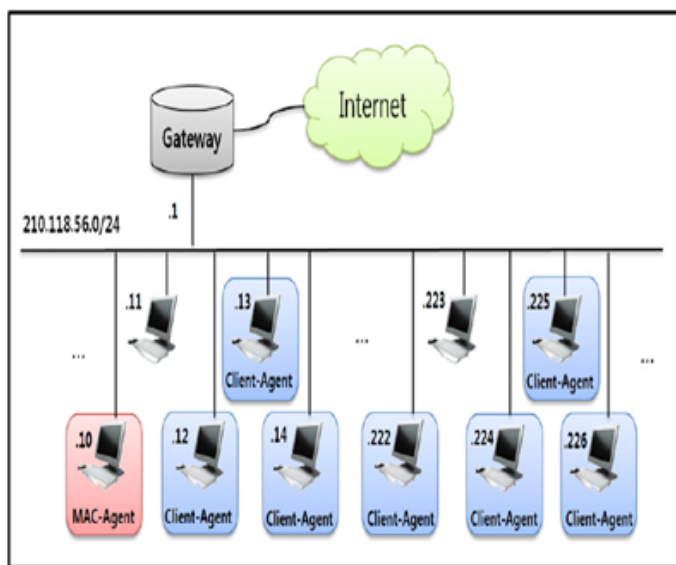 Internet
Gateway
.1
210.118.56.0/24
.11
.13
.223
.225
...
...
...
Client-Agent
Client-Agent
.10
.12
.14
.222
.224
.226
MAC-Agent
Client-Agent
Client-Agent
Client-Agent
Client-Agent
Client-Agent